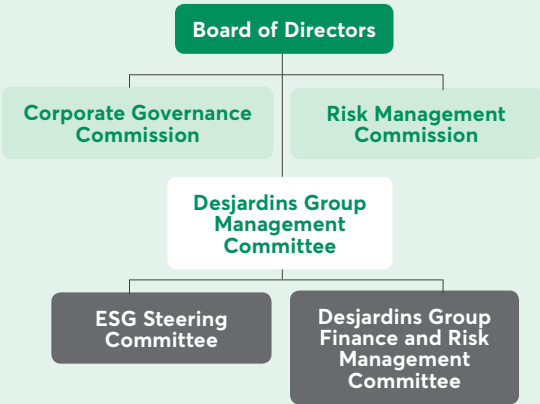 Board of Directors
Corporate Governance
Commission
Risk Management
Commission
Desjardins Group
Management
Committee
ESG Steering
Committee
Desjardins Group
Finance and Risk
Management
Committee